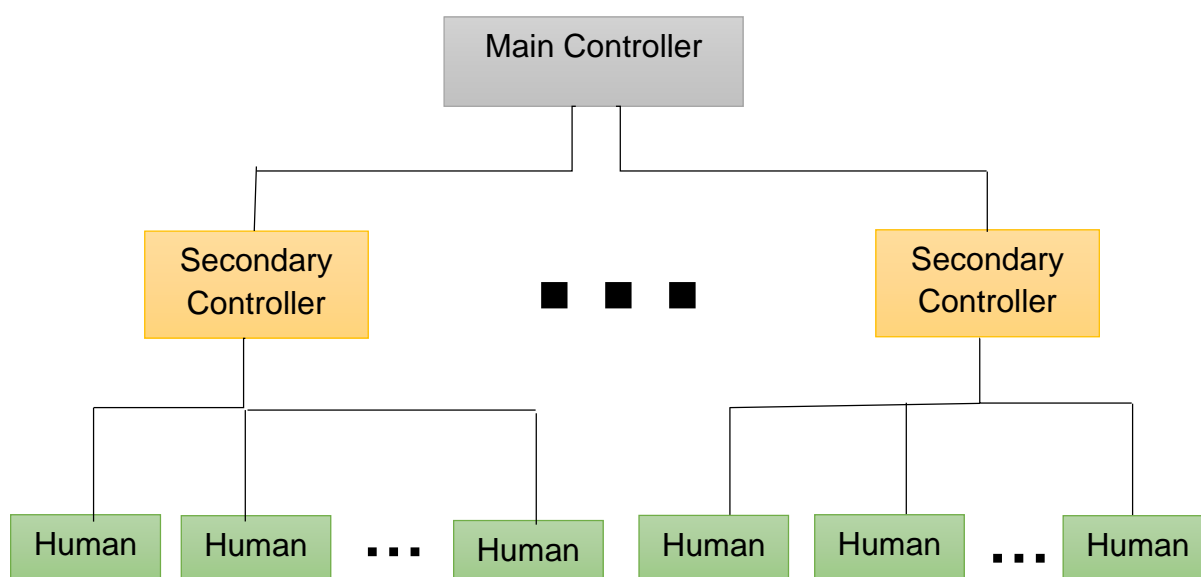 Main Controller
Secondary
Controller
Secondary
Controller
Human
Human
Human
Human
Human
Human